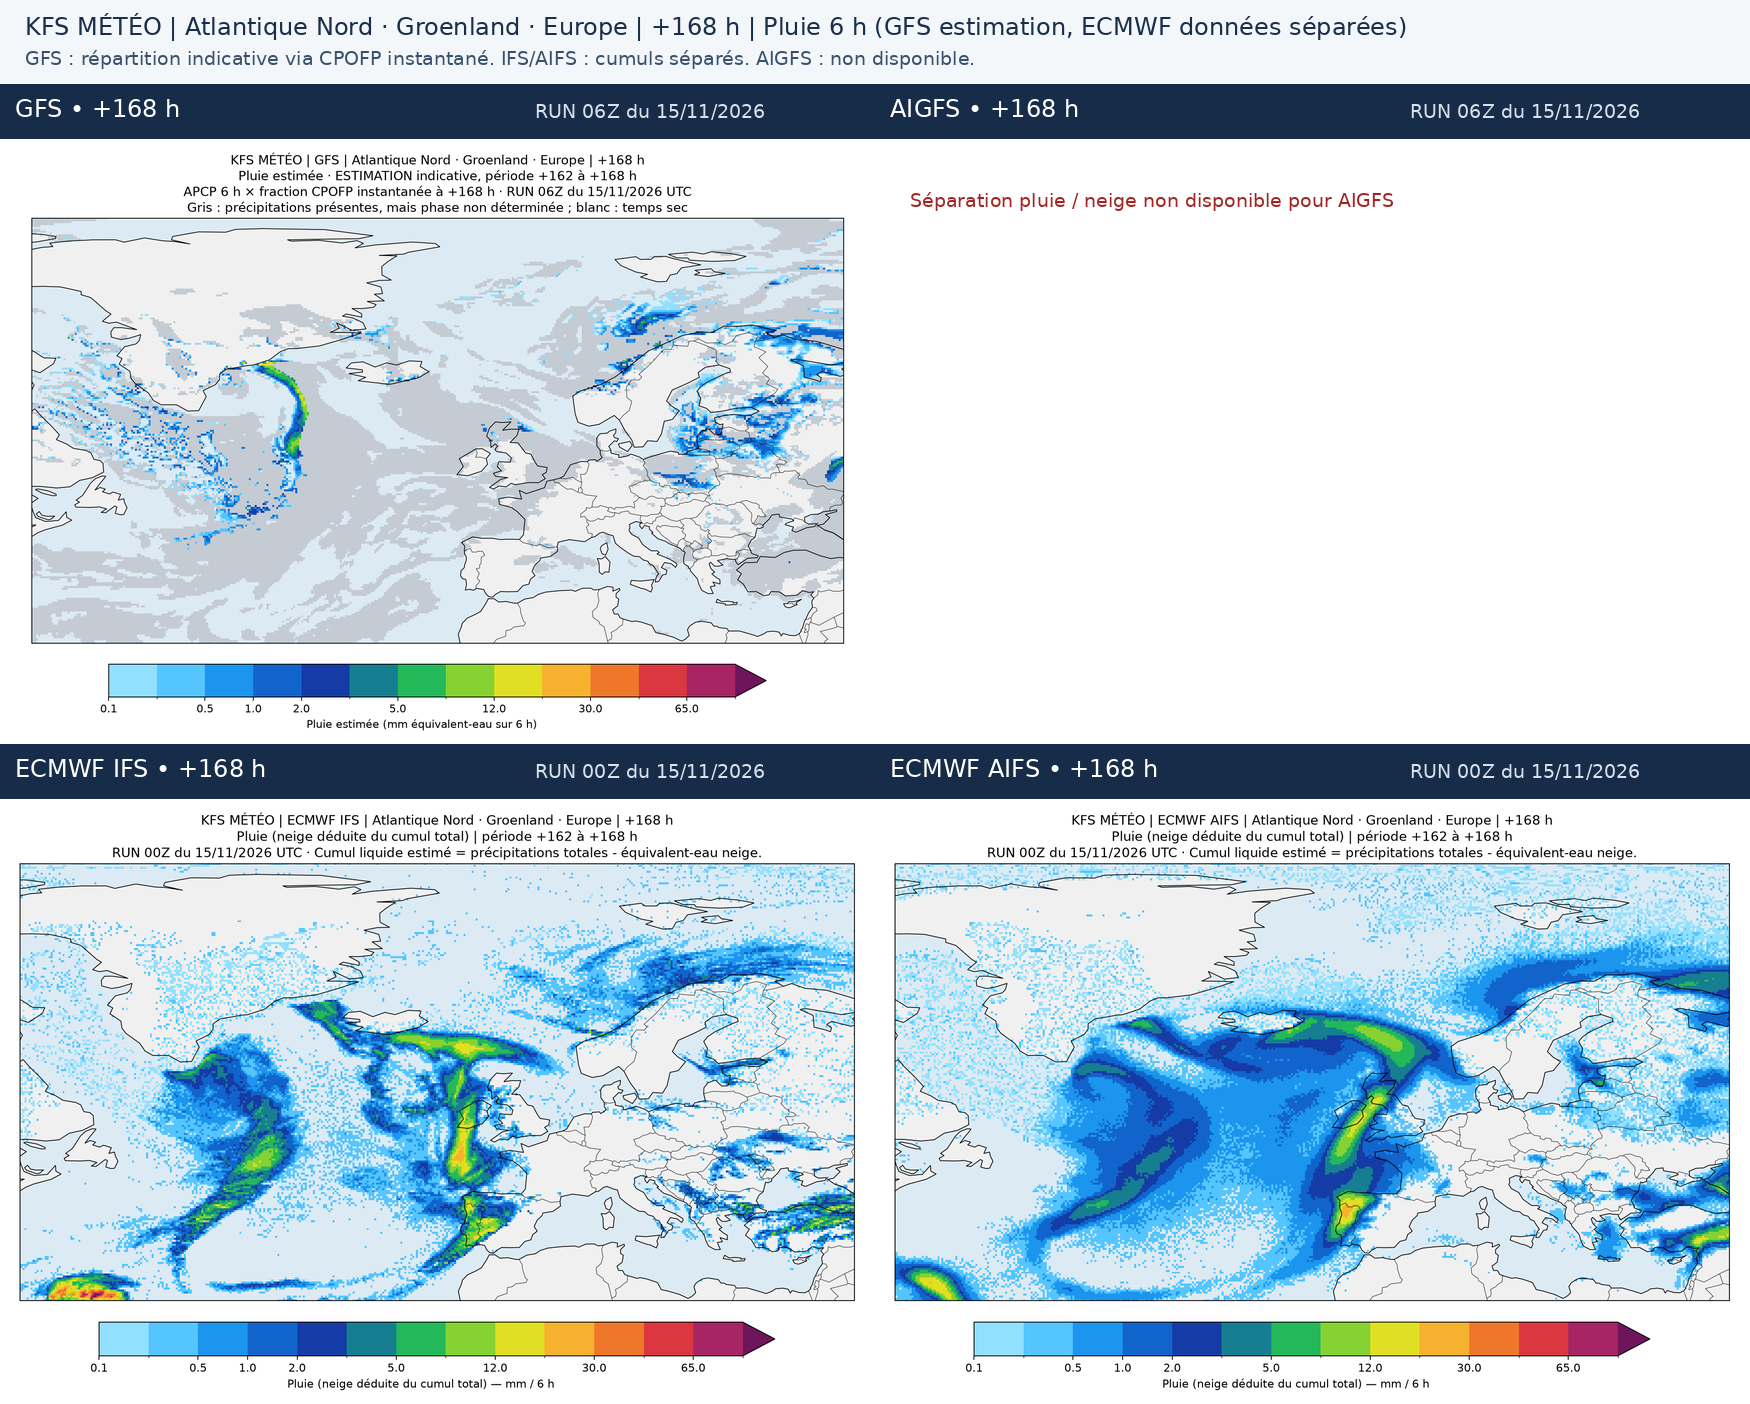 KFS MÉTÉO | Atlantique Nord · Groenland · Europe | +168 h | Pluie 6 h (GFS estimation, ECMWF données séparées)
GFS : répartition indicative via CPOFP instantané. IFS/AIFS : cumuls séparés. AIGFS : non disponible.
GFS • +168 h
RUN 06Z du 15/11/2026
AIGFS • +168 h
RUN 06Z du 15/11/2026
KFS MÉTÉO | GFS | Atlantique Nord · Groenland · Europe | +168 h
Pluie estimée · ESTIMATION indicative, période +162 à +168 h
APCP 6 h × fraction CPOFP instantanée à +168 h · RUN 06Z du 15/11/2026 UTC
Gris : précipitations présentes, mais phase non déterminée ; blanc : temps sec
Séparation pluie / neige non disponible pour AIGFS
0.1 0.5 1.0 2.0 5.0 12.0 30.0 65.0
Pluie estimée (mm équivalent-eau sur 6 h)
ECMWF IFS • +168 h
RUN 00Z du 15/11/2026
ECMWF AIFS • +168 h
RUN 00Z du 15/11/2026
KFS MÉTÉO | ECMWF IFS | Atlantique Nord · Groenland · Europe | +168 h
Pluie (neige déduite du cumul total) | période +162 à +168 h
RUN 00Z du 15/11/2026 UTC · Cumul liquide estimé = précipitations totales - équivalent-eau neige.
KFS MÉTÉO | ECMWF AIFS | Atlantique Nord · Groenland · Europe | +168 h
Pluie (neige déduite du cumul total) | période +162 à +168 h
RUN 00Z du 15/11/2026 UTC · Cumul liquide estimé = précipitations totales - équivalent-eau neige.
0.1 0.5 1.0 2.0 5.0 12.0 30.0 65.0
Pluie (neige déduite du cumul total) — mm / 6 h
0.1 0.5 1.0 2.0 5.0 12.0 30.0 65.0
Pluie (neige déduite du cumul total) — mm / 6 h